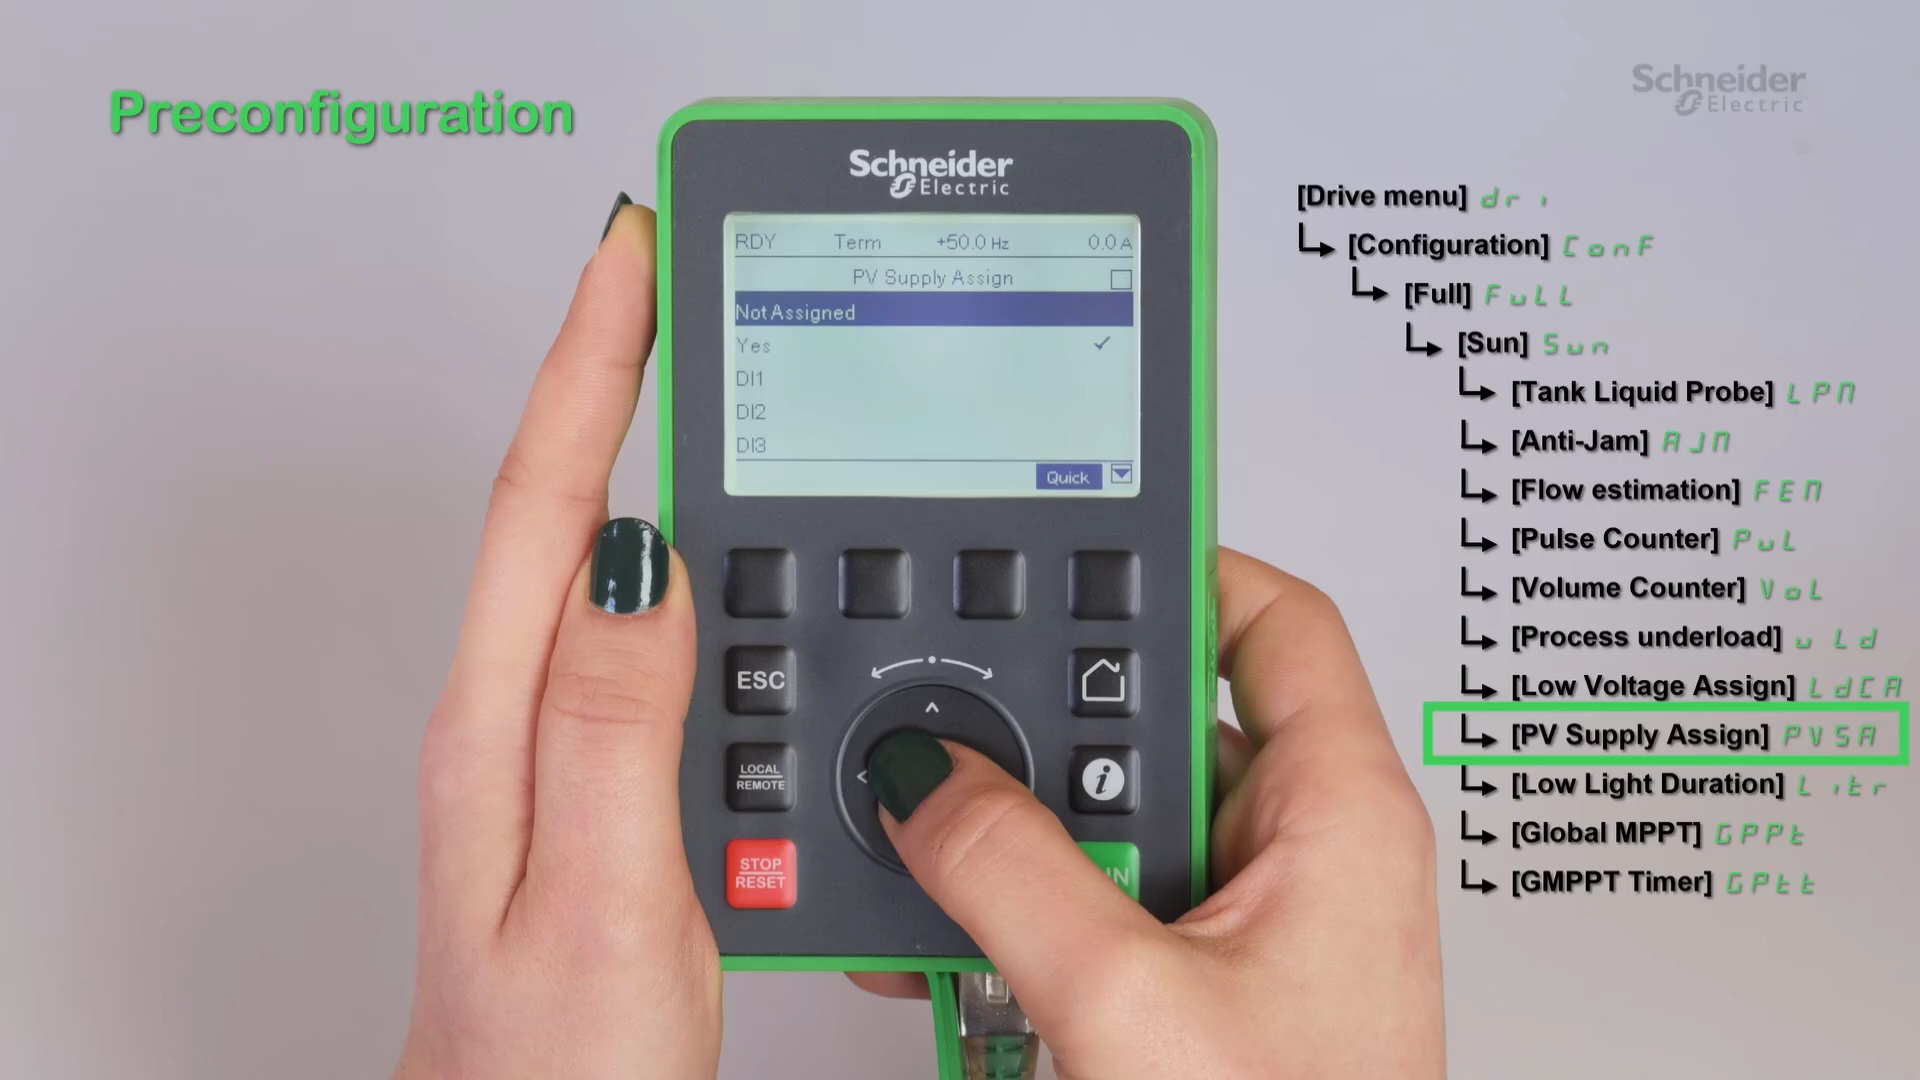 Preconfiguration
Schneider
Electric
Schneider
Electric
RDY Term +50.0 Hz 0.0 A
PV Supply Assign
Not Assigned
Yes
DI1
DI2
DI3
Quick
ESC
LOCAL
REMOTE
STOP
RESET
i
[Drive menu] dri
[Configuration] ConF
[Full] FuLL
[Sun] Sun
[Tank Liquid Probe] LPM
[Anti-Jam] AJM
[Flow estimation] FEM
[Pulse Counter] PuL
[Volume Counter] VoL
[Process underload] uLd
[Low Voltage Assign] LdCA
[PV Supply Assign] PVSA
[Low Light Duration] Litr
[Global MPPT] GPPt
[GMPPT Timer] GPtt